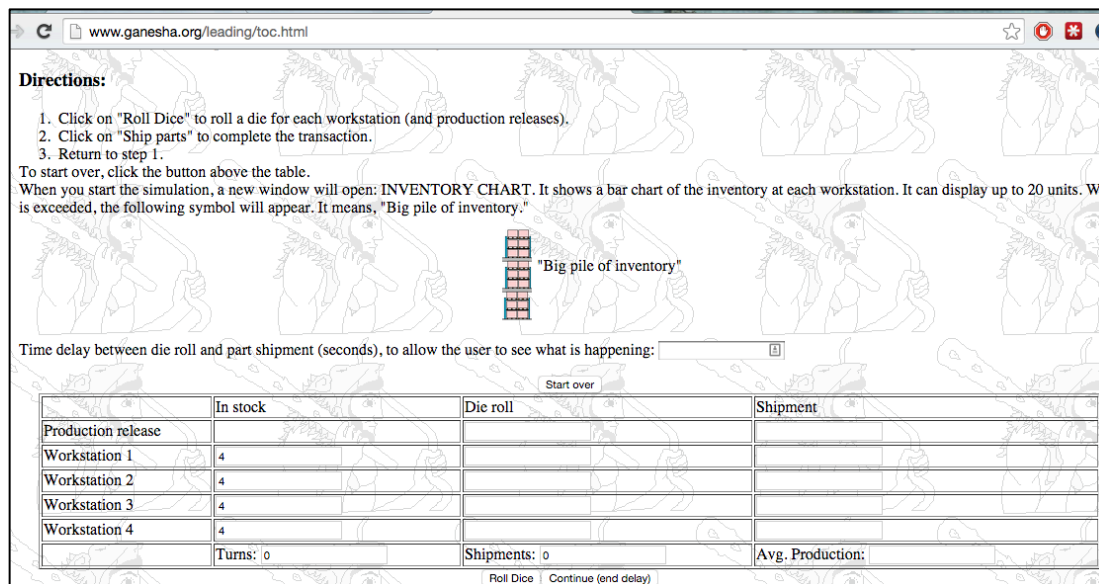 www.ganesha.org/leading/toc.html
Directions:
1. Click on "Roll Dice" to roll a die for each workstation (and production releases).
2. Click on "Ship parts" to complete the transaction.
3. Return to step 1.
To start over, click the button above the table.
When you start the simulation, a new window will open: INVENTORY CHART. It shows a bar chart of the inventory at each workstation. It can display up to 20 units. W
is exceeded, the following symbol will appear. It means, "Big pile of inventory."
"Big pile of inventory"
Time delay between die roll and part shipment (seconds), to allow the user to see what is happening:
Start over
In stock Die roll Shipment
Production release
Workstation 1 4
Workstation 2 4
Workstation 3 4
Workstation 4 4
Turns: 0 Shipments: 0 Avg. Production:
Roll Dice Continue (end delay)